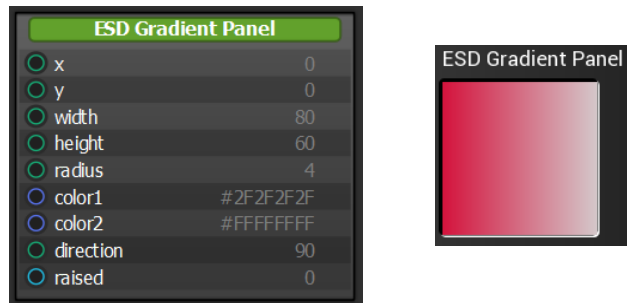 ESD Gradient Panel
x 0
y 0
width 80
height 60
radius 4
color1 #2F2F2F2F
color2 #FFFFFFFF
direction 90
raised 0
ESD Gradient Panel